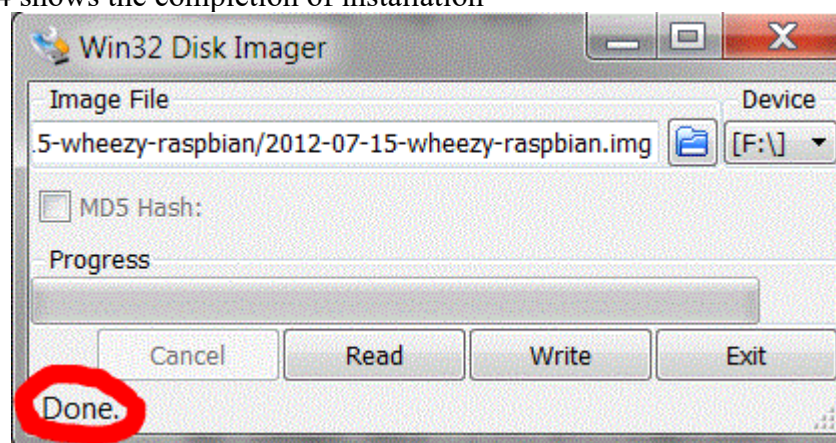 4 shows the completion of installation
Win32 Disk Imager
Image File
Device
.5-wheezy-raspbian/2012-07-15-wheezy-raspbian.img
[F:\]
MD5 Hash:
Progress
Cancel
Read
Write
Exit
Done.